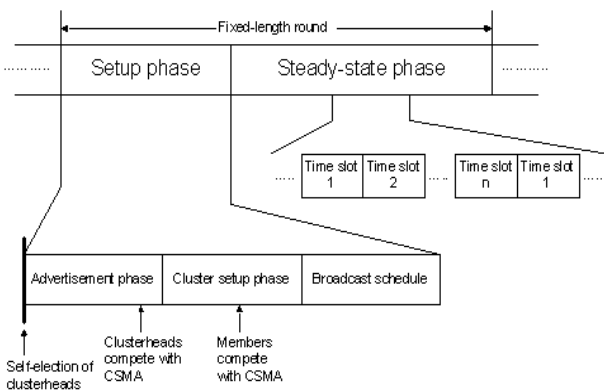 Fixed-length round
Setup phase
Steady-state phase
Time slot
1
Time slot
2
Time slot
n
Time slot
1
Advertisement phase
Cluster setup phase
Broadcast schedule
Self-election of
clusterheads
Clusterheads
compete with
CSMA
Members
compete
with CSMA